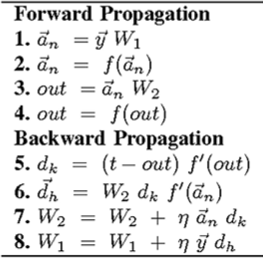 Forward Propagation
1. a⃗ₙ = y⃗ W₁
2. a⃗ₙ = f(a⃗ₙ)
3. out = a⃗ₙ W₂
4. out = f(out)
Backward Propagation
5. dₖ = (t − out) f′(out)
6. d⃗ₕ = W₂ dₖ f′(a⃗ₙ)
7. W₂ = W₂ + η a⃗ₙ dₖ
8. W₁ = W₁ + η y⃗ dₕ